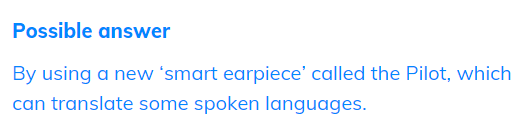 Possible answer
By using a new ‘smart earpiece’ called the Pilot, which
can translate some spoken languages.